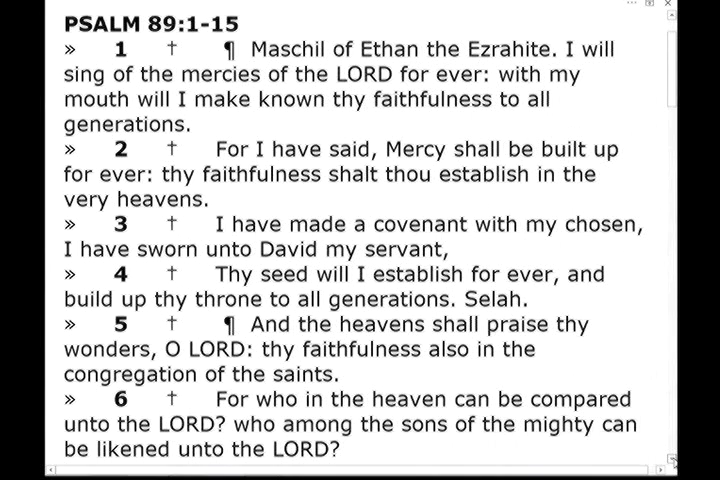 PSALM 89:1-15
» 1 † ¶ Maschil of Ethan the Ezrahite. I will
sing of the mercies of the LORD for ever: with my
mouth will I make known thy faithfulness to all
generations.
» 2 † For I have said, Mercy shall be built up
for ever: thy faithfulness shalt thou establish in the
very heavens.
» 3 † I have made a covenant with my chosen,
I have sworn unto David my servant,
» 4 † Thy seed will I establish for ever, and
build up thy throne to all generations. Selah.
» 5 † ¶ And the heavens shall praise thy
wonders, O LORD: thy faithfulness also in the
congregation of the saints.
» 6 † For who in the heaven can be compared
unto the LORD? who among the sons of the mighty can
be likened unto the LORD?